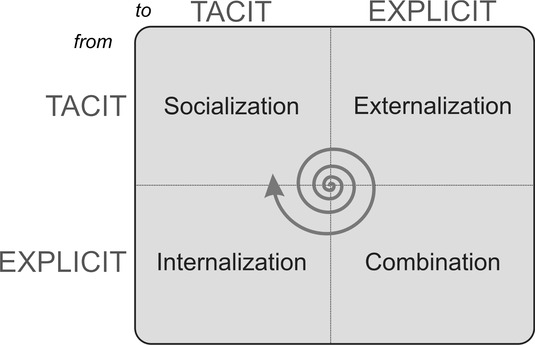 to TACIT EXPLICIT
from
TACIT Socialization Externalization
EXPLICIT Internalization Combination